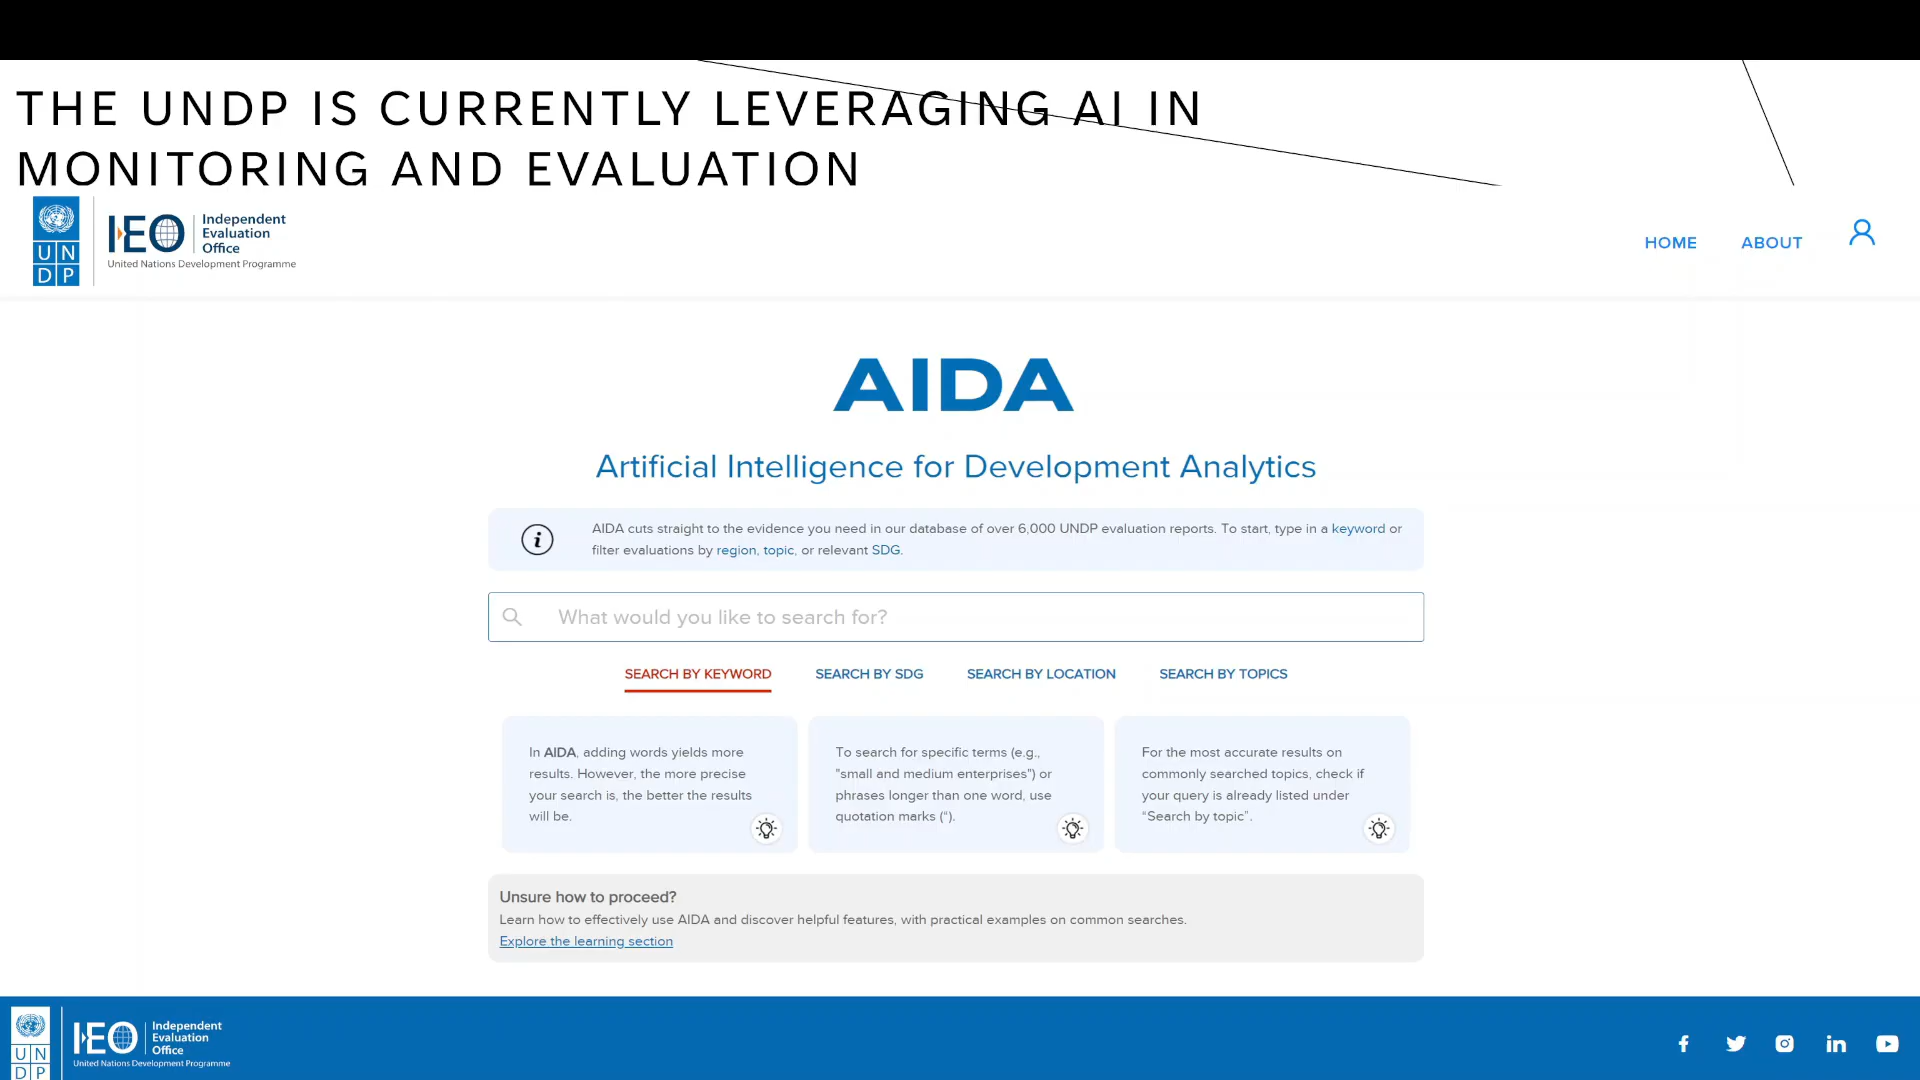 THE UNDP IS CURRENTLY LEVERAGING AI IN
MONITORING AND EVALUATION
U N
D P
IEO
Independent
Evaluation
Office
United Nations Development Programme
HOME
ABOUT
AIDA
Artificial Intelligence for Development Analytics
AIDA cuts straight to the evidence you need in our database of over 6,000 UNDP evaluation reports. To start, type in a keyword or
filter evaluations by region, topic, or relevant SDG.
What would you like to search for?
SEARCH BY KEYWORD
SEARCH BY SDG
SEARCH BY LOCATION
SEARCH BY TOPICS
In AIDA, adding words yields more
results. However, the more precise
your search is, the better the results
will be.
To search for specific terms (e.g.,
"small and medium enterprises") or
phrases longer than one word, use
quotation marks (“).
For the most accurate results on
commonly searched topics, check if
your query is already listed under
“Search by topic”.
Unsure how to proceed?
Learn how to effectively use AIDA and discover helpful features, with practical examples on common searches.
Explore the learning section
U N
D P
IEO
Independent
Evaluation
Office
United Nations Development Programme